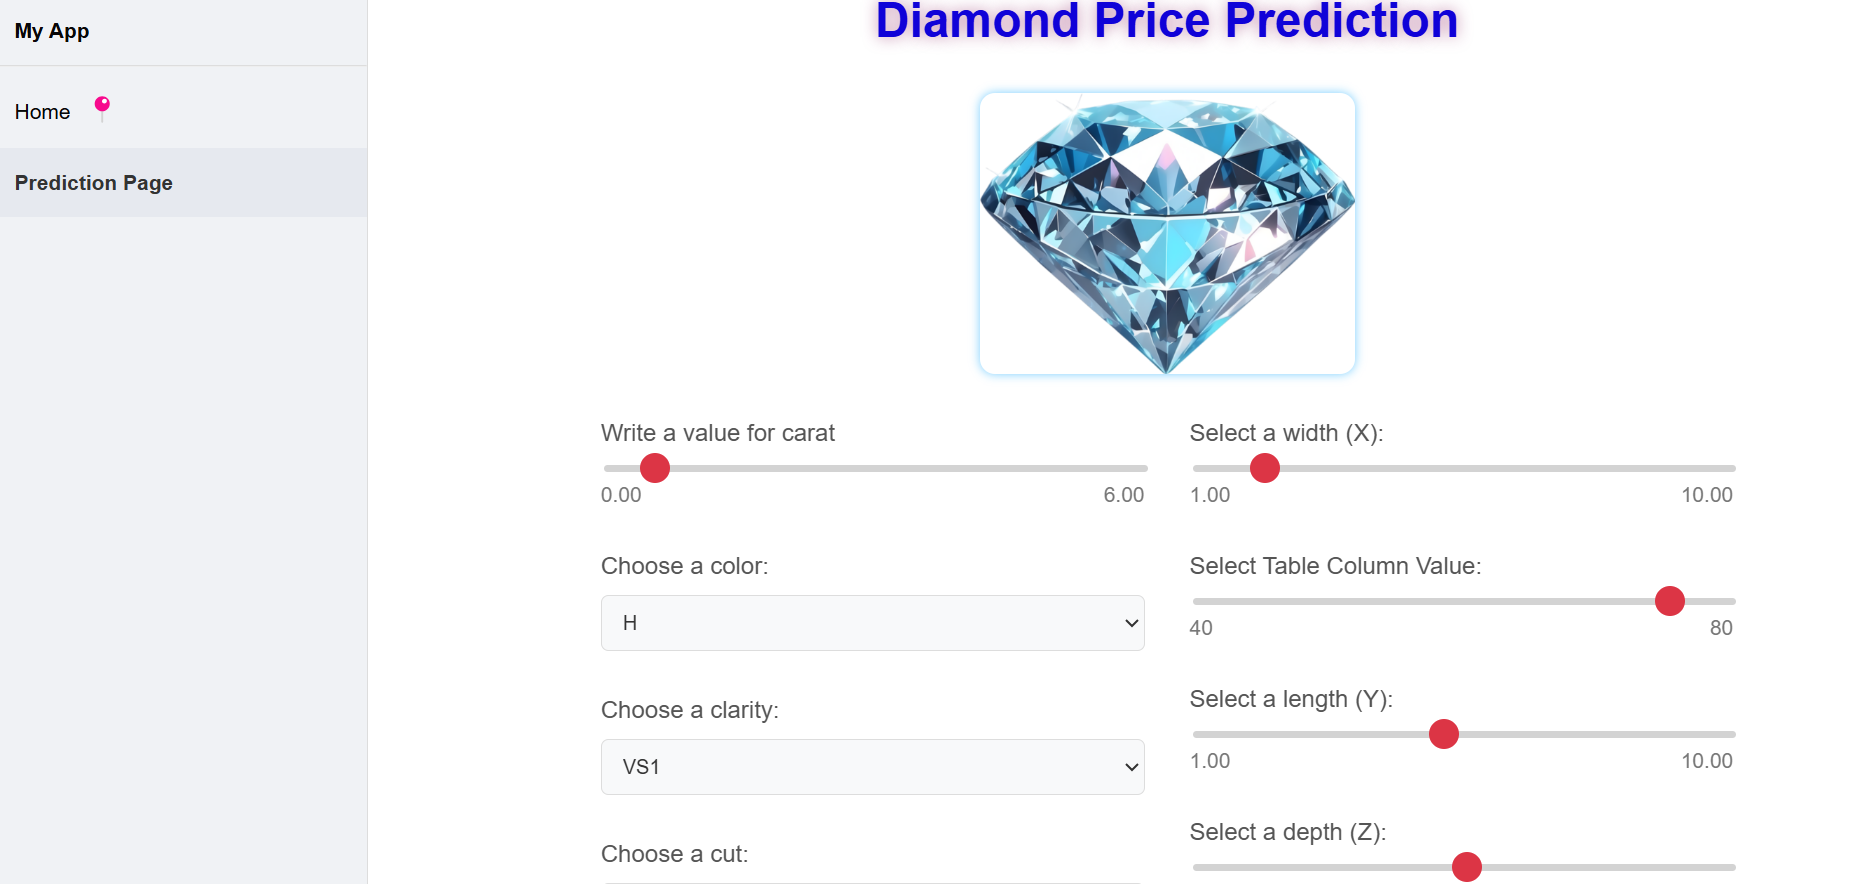 My App
Home
Prediction Page
Diamond Price Prediction
Write a value for carat
0.00 6.00
Choose a color:
H
Choose a clarity:
VS1
Choose a cut:
Select a width (X):
1.00 10.00
Select Table Column Value:
40 80
Select a length (Y):
1.00 10.00
Select a depth (Z):